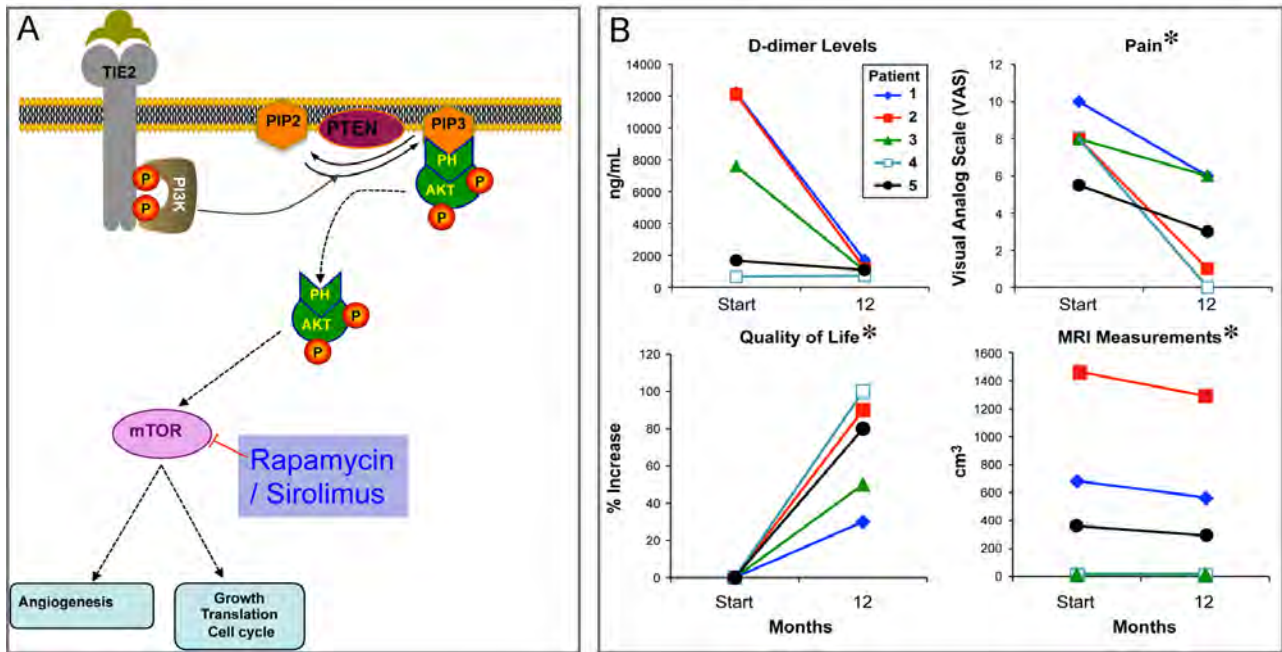 A
TIE2
PIP2
PTEN
PIP3
PH
AKT
P
P
P
P
PI3K
PH
AKT
P
P
mTOR
Rapamycin
/ Sirolimus
Angiogenesis
Growth
Translation
Cell cycle
B
D-dimer Levels
ng/mL
14000
12000
10000
8000
6000
4000
2000
0
Start
12
Patient
1
2
3
4
5
Pain*
Visual Analog Scale (VAS)
12
10
8
6
4
2
0
Start
12
Quality of Life*
% Increase
120
100
80
60
40
20
0
Start
12
Months
MRI Measurements*
cm3
1600
1400
1200
1000
800
600
400
200
0
Start
12
Months